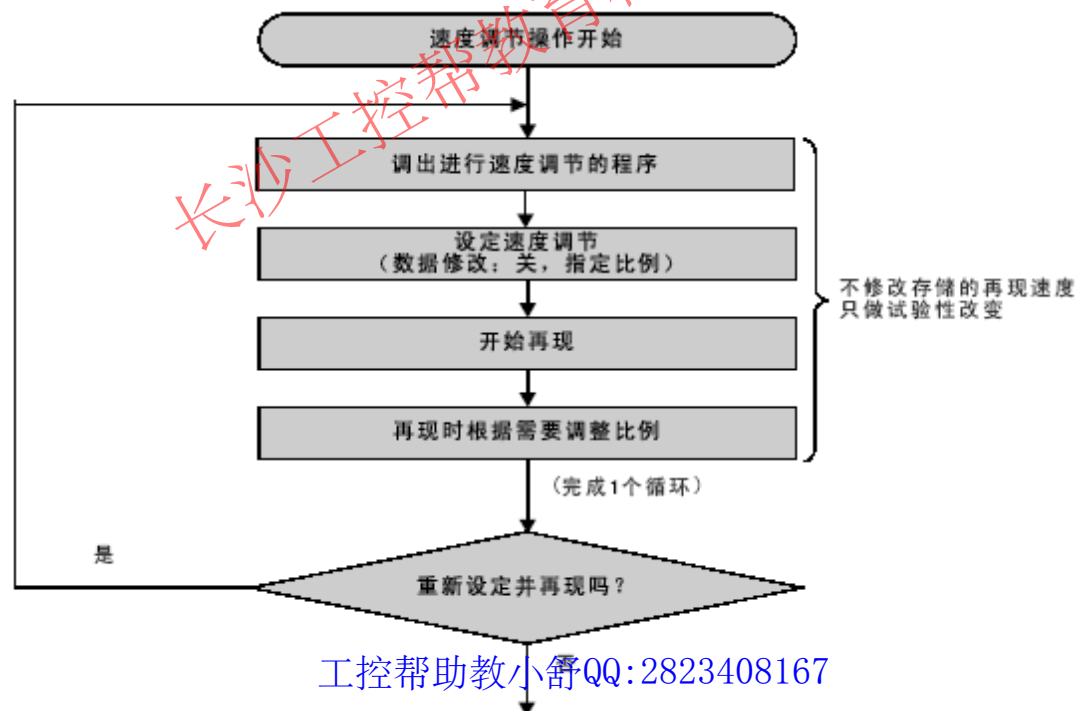 速度调节操作开始
长沙工控帮教育
调出进行速度调节的程序
设定速度调节
(数据修改：关，指定比例)
不修改存储的再现速度
只做试验性改变
开始再现
再现时根据需要调整比例
(完成1个循环)
是
重新设定并再现吗？
否
工控帮助教小舒QQ:2823408167